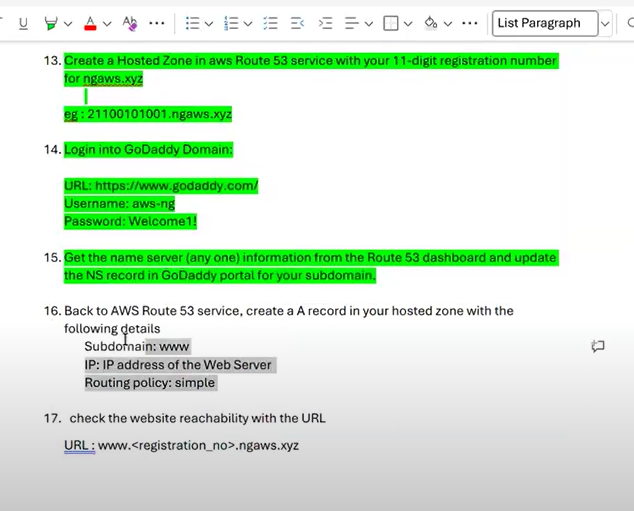 List Paragraph
13. Create a Hosted Zone in aws Route 53 service with your 11-digit registration number
for ngaws.xyz
eg : 21100101001.ngaws.xyz
14. Login into GoDaddy Domain:
URL: https://www.godaddy.com/
Username: aws-ng
Password: Welcome1!
15. Get the name server (any one) information from the Route 53 dashboard and update
the NS record in GoDaddy portal for your subdomain.
16. Back to AWS Route 53 service, create a A record in your hosted zone with the
following details
Subdomain: www
IP: IP address of the Web Server
Routing policy: simple
17. check the website reachability with the URL
URL : www.<registration_no>.ngaws.xyz